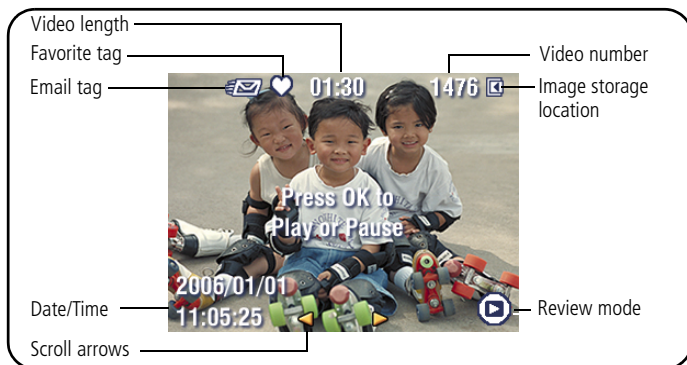 Video length
Favorite tag
Email tag
Video number
Image storage
location
01:30
1476
Press OK to
Play or Pause
2006/01/01
11:05:25
Date/Time
Scroll arrows
Review mode